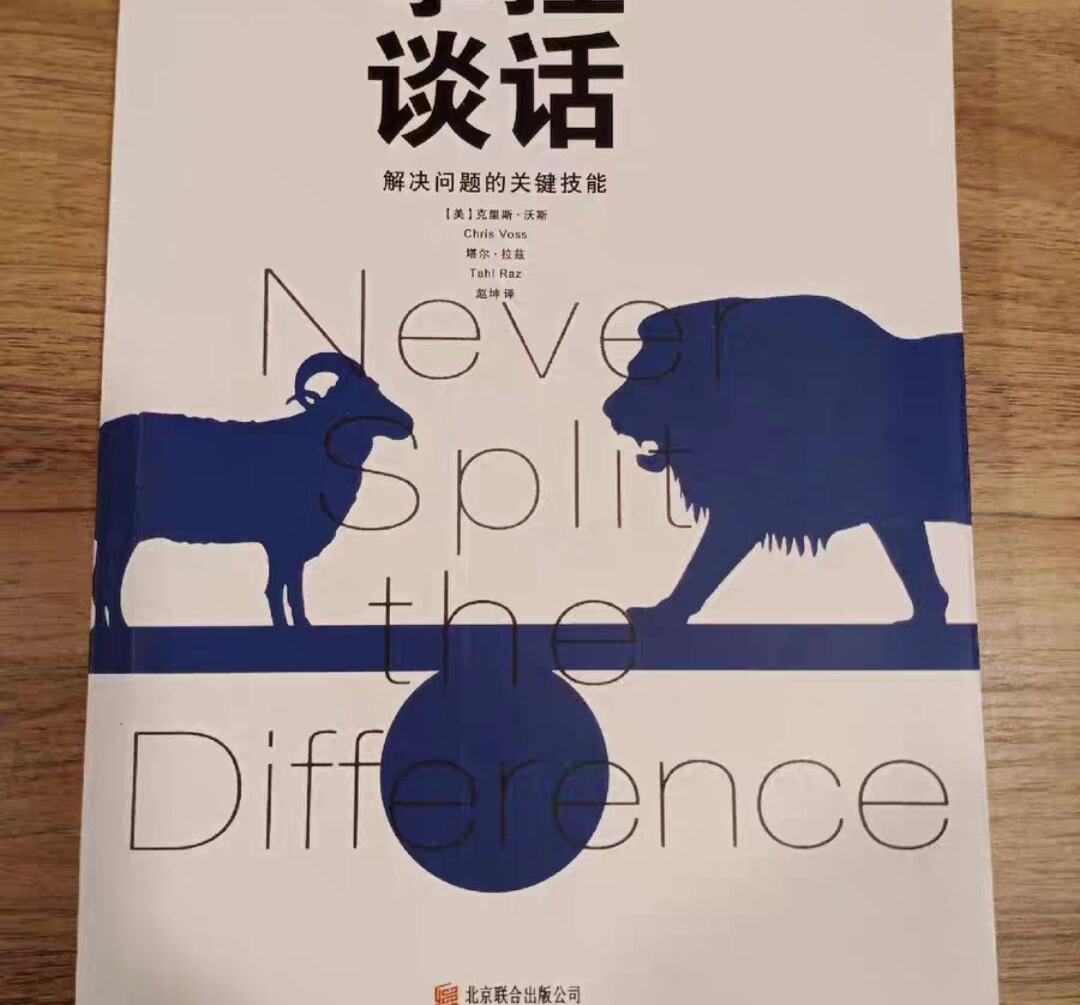 谈话
解决问题的关键技能
【美】克里斯·沃斯
Chris Voss
塔尔·拉兹
Tahl Raz
赵坤 译
Never
Split
the
Difference
北京联合出版公司